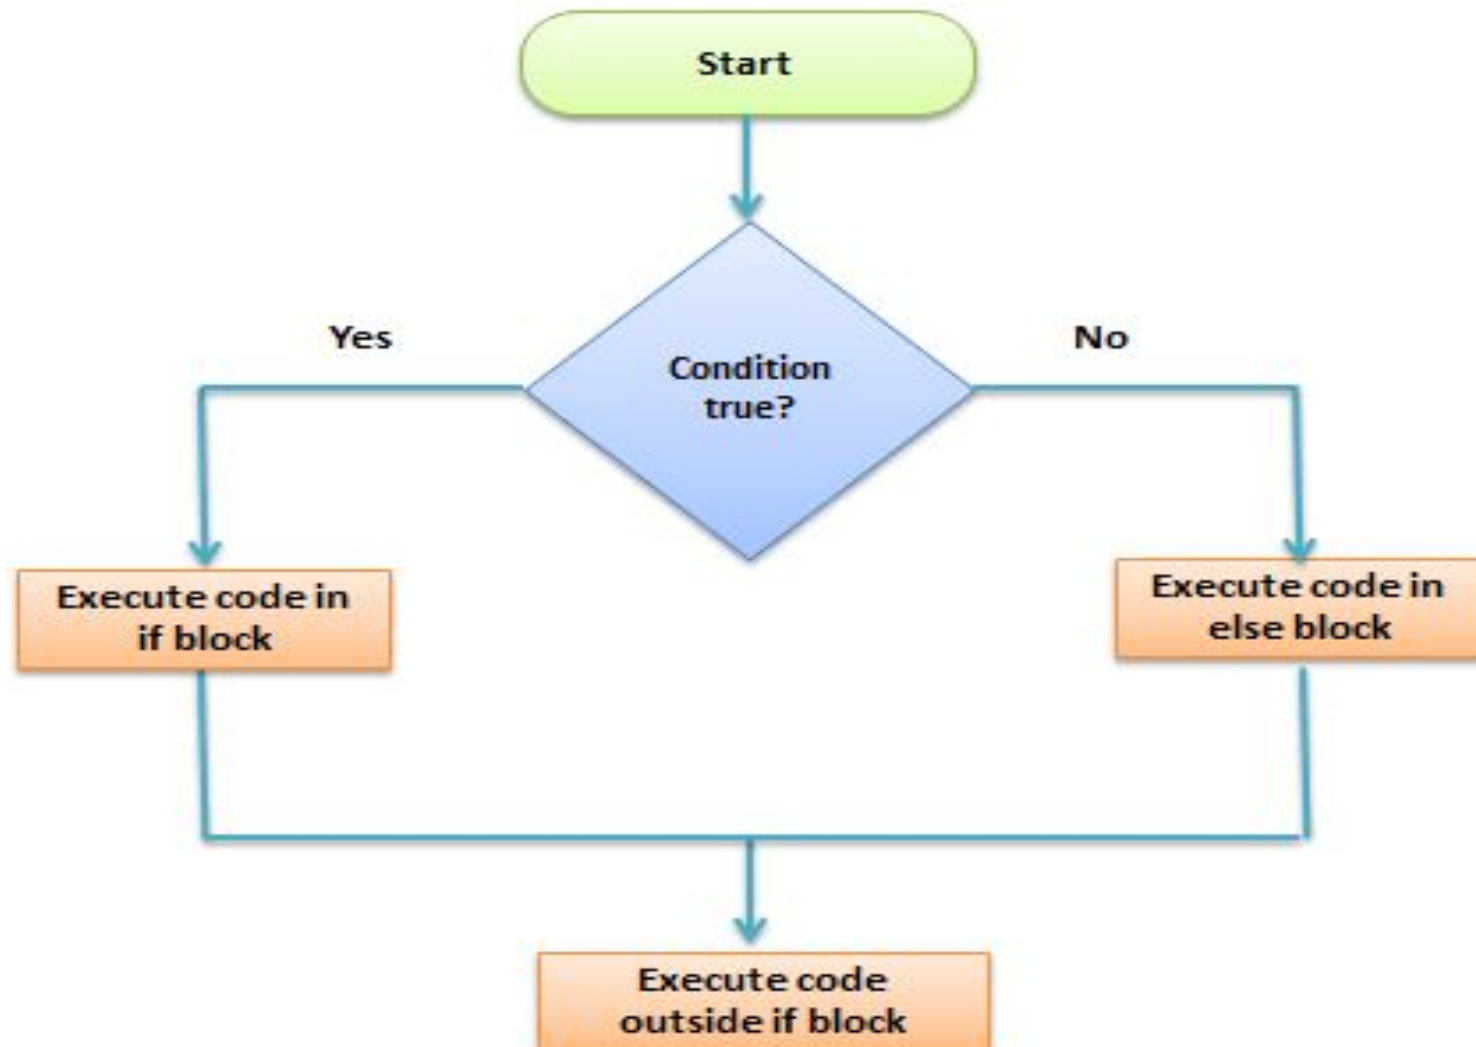 Start
Yes
No
Condition
true?
Execute code in
if block
Execute code in
else block
Execute code
outside if block